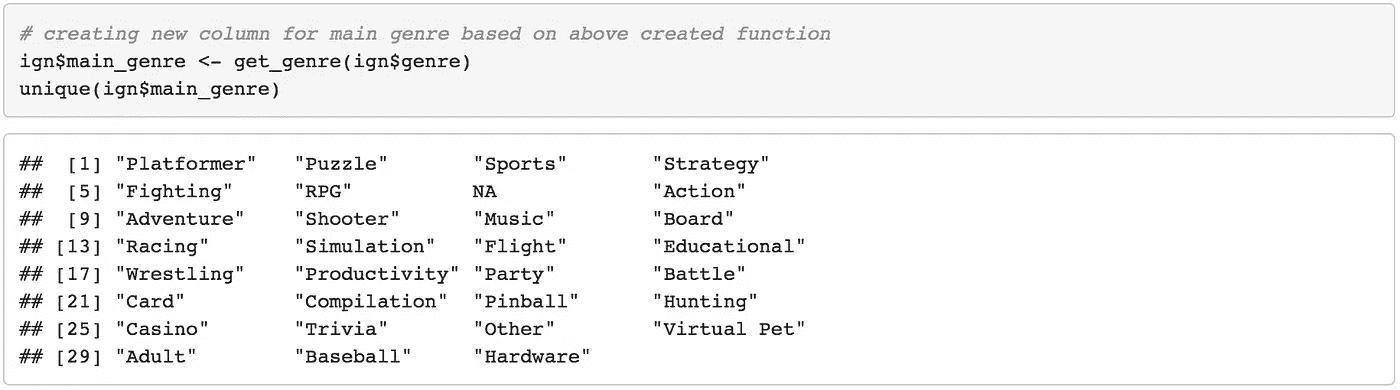 # creating new column for main genre based on above created function
ign$main_genre <- get_genre(ign$genre)
unique(ign$main_genre)
##  [1] "Platformer"   "Puzzle"       "Sports"       "Strategy"
##  [5] "Fighting"     "RPG"          NA             "Action"
##  [9] "Adventure"    "Shooter"      "Music"        "Board"
## [13] "Racing"       "Simulation"   "Flight"       "Educational"
## [17] "Wrestling"    "Productivity" "Party"        "Battle"
## [21] "Card"         "Compilation"  "Pinball"      "Hunting"
## [25] "Casino"       "Trivia"       "Other"        "Virtual Pet"
## [29] "Adult"        "Baseball"     "Hardware"